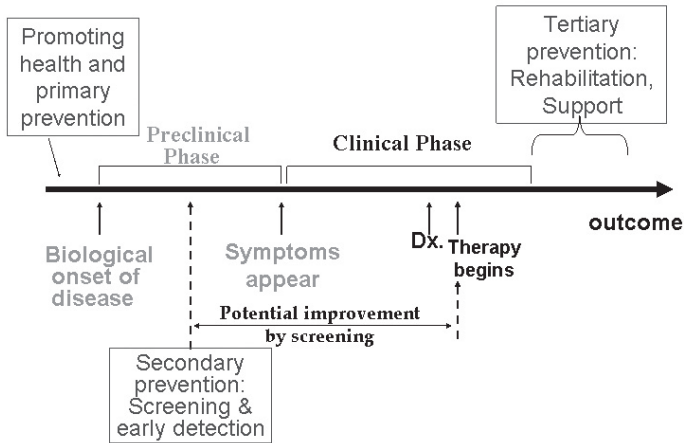 Promoting
health and
primary
prevention
Tertiary
prevention:
Rehabilitation,
Support
Preclinical
Phase
Clinical Phase
outcome
Biological
onset of
disease
Symptoms
appear
Dx.
Therapy
begins
Potential improvement
by screening
Secondary
prevention:
Screening &
early detection